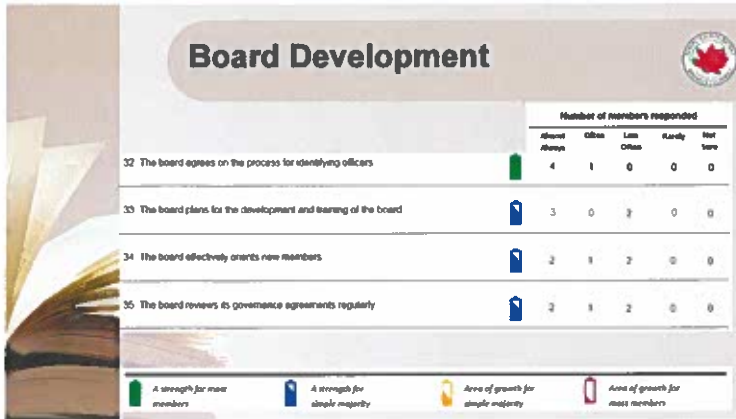 Board Development
Number of members responded
Almost Often Less Rarely Not
Always Often Sure
32 The board agrees on the process for identifying officers 4 1 0 0 0
33 The board plans for the development and training of the board 3 0 2 0 0
34 The board effectively orients new members 2 1 2 0 0
35 The board reviews its governance agreements regularly 2 1 2 0 0
A strength for most A strength for Area of growth for Area of growth for
members simple majority simple majority most members